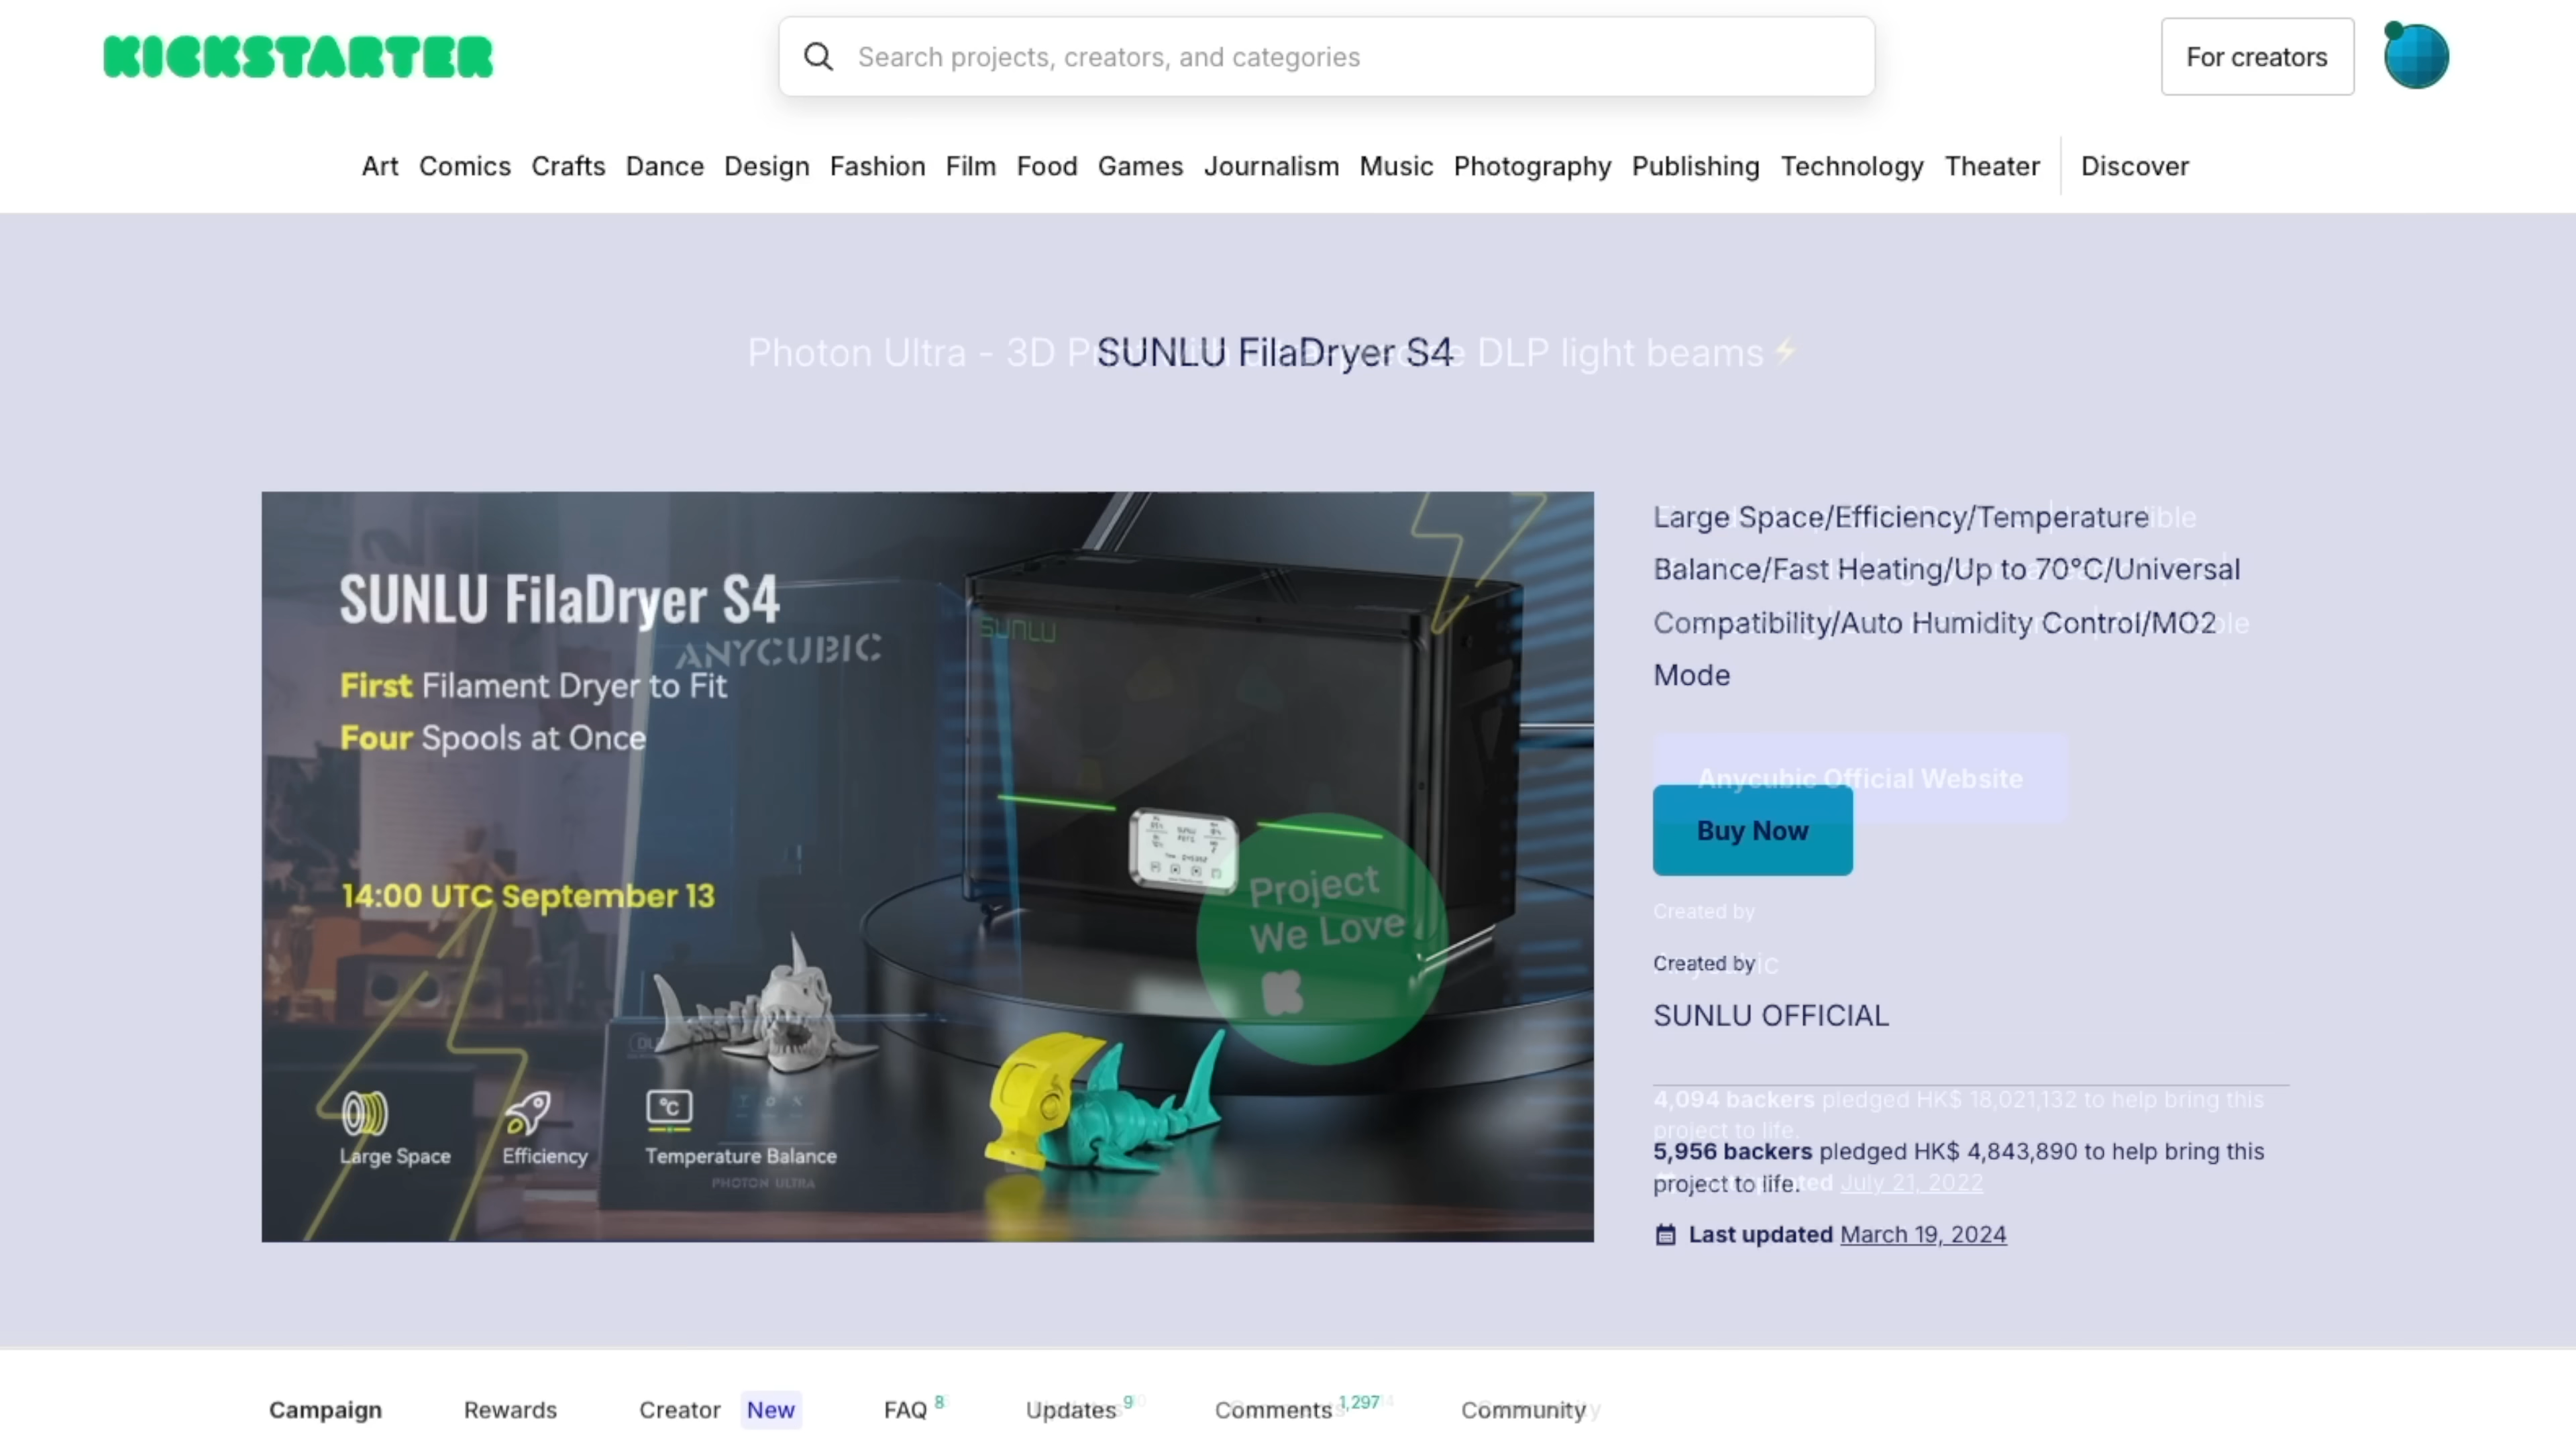 KICKSTARTER
Search projects, creators, and categories
For creators
Art Comics Crafts Dance Design Fashion Film Food Games Journalism Music Photography Publishing Technology Theater Discover
SUNLU FilaDryer S4
Photon Ultra - 3D DLP light beams⚡
SUNLU FilaDryer S4
ANYCUBIC
First Filament Dryer to Fit
Four Spools at Once
14:00 UTC September 13
Large Space
Efficiency
°C
Temperature Balance
PHOTON ULTRA
SUNLU
Project
We Love
K
Large Space/Efficiency/Temperature
Balance/Fast Heating/Up to 70°C/Universal
Compatibility/Auto Humidity Control/MO2
Mode
Anycubic Official Website
Buy Now
Created by
Created by
SUNLU OFFICIAL
4,094 backers pledged HK$ 18,021,132 to help bring this
project to life.
5,956 backers pledged HK$ 4,843,890 to help bring this
project to life.
July 21, 2022
Last updated March 19, 2024
Campaign Rewards Creator New FAQ 8 Updates 9 Comments 1,297 Community